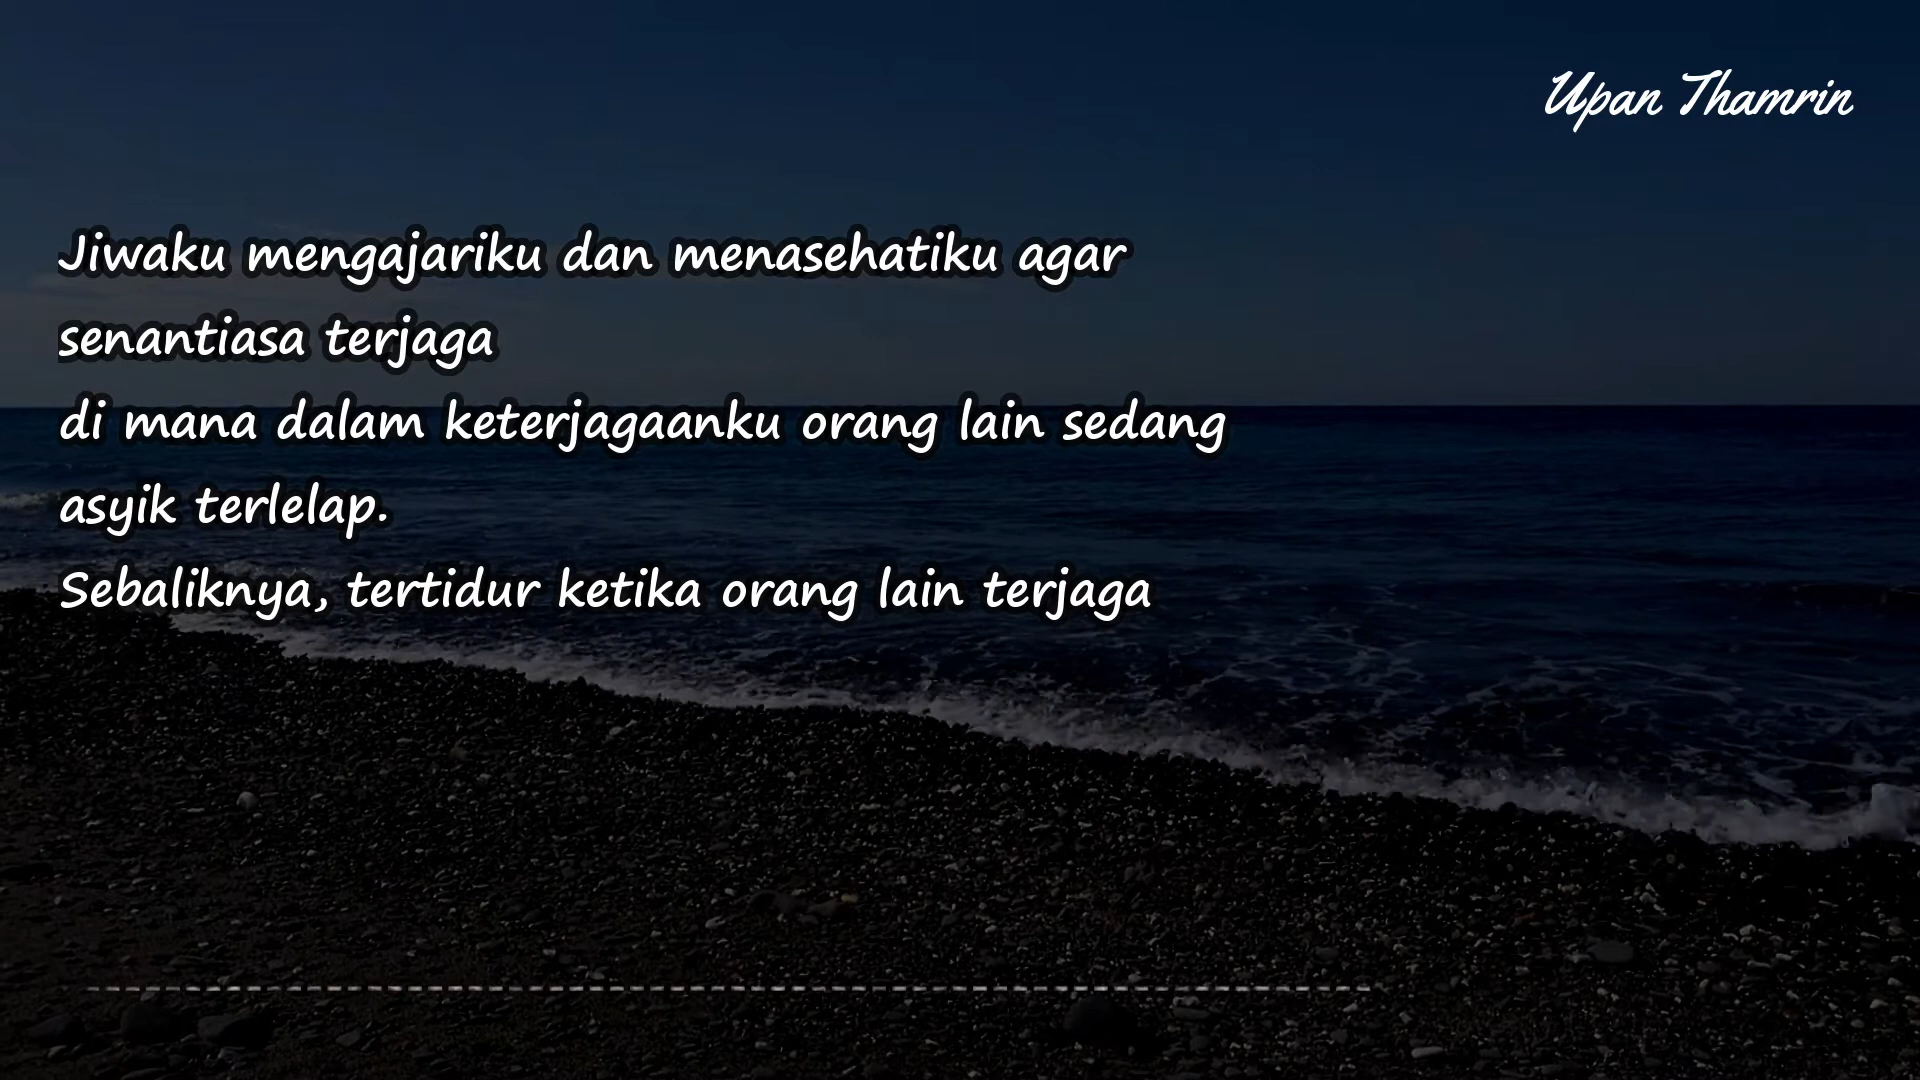 Upan Thamrin
Jiwaku mengajariku dan menasehatiku agar
senantiasa terjaga
di mana dalam keterjagaanku orang lain sedang
asyik terlelap.
Sebaliknya, tertidur ketika orang lain terjaga